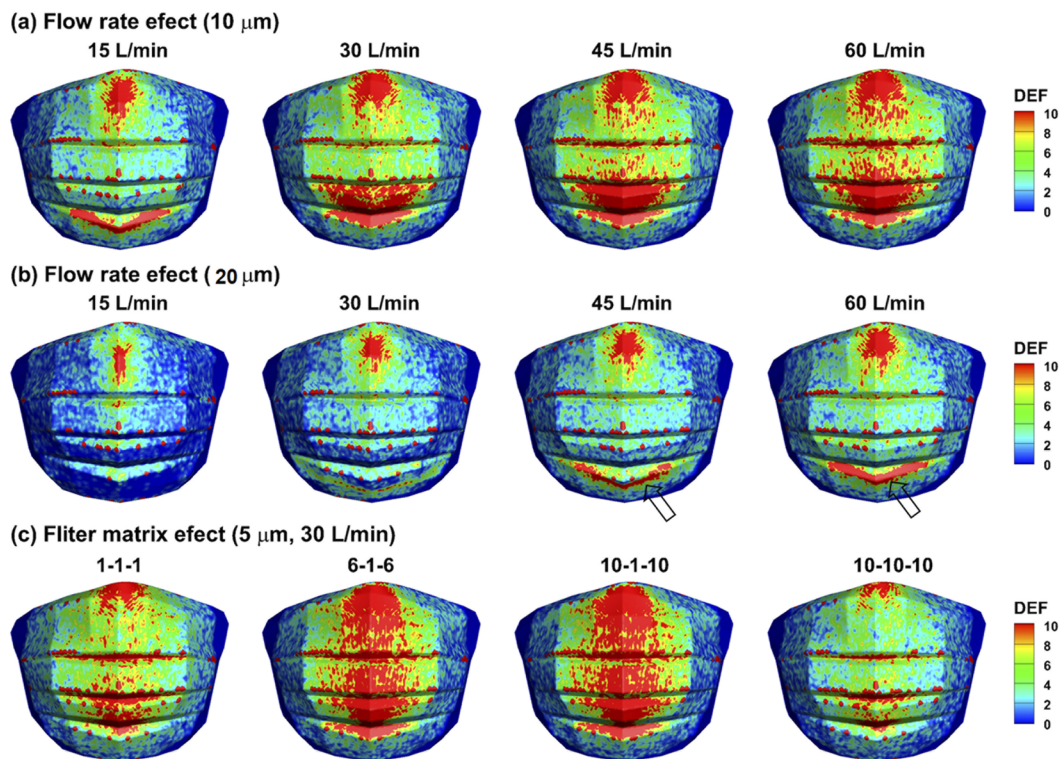 (a) Flow rate efect (10 μm)
15 L/min 30 L/min 45 L/min 60 L/min
DEF
10
8
6
4
2
0
(b) Flow rate efect ( 20 μm)
15 L/min 30 L/min 45 L/min 60 L/min
DEF
10
8
6
4
2
0
(c) Fliter matrix efect (5 μm, 30 L/min)
1-1-1 6-1-6 10-1-10 10-10-10
DEF
10
8
6
4
2
0